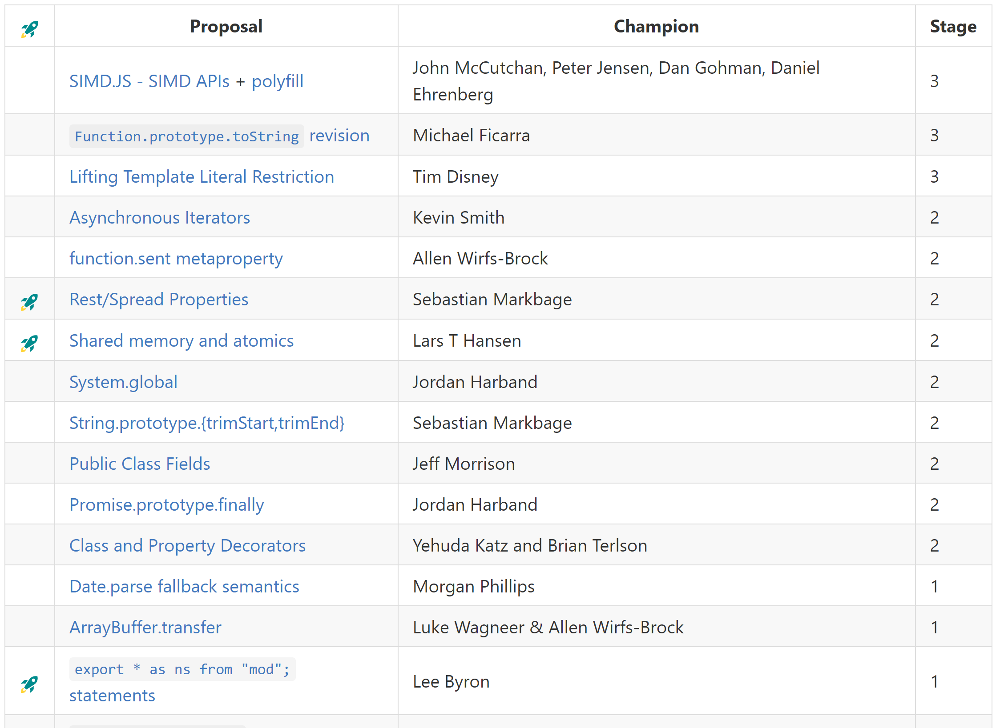 Proposal Champion Stage
SIMD.JS - SIMD APIs + polyfill John McCutchan, Peter Jensen, Dan Gohman, Daniel Ehrenberg 3
Function.prototype.toString revision Michael Ficarra 3
Lifting Template Literal Restriction Tim Disney 3
Asynchronous Iterators Kevin Smith 2
function.sent metaproperty Allen Wirfs-Brock 2
Rest/Spread Properties Sebastian Markbage 2
Shared memory and atomics Lars T Hansen 2
System.global Jordan Harband 2
String.prototype.{trimStart,trimEnd} Sebastian Markbage 2
Public Class Fields Jeff Morrison 2
Promise.prototype.finally Jordan Harband 2
Class and Property Decorators Yehuda Katz and Brian Terlson 2
Date.parse fallback semantics Morgan Phillips 1
ArrayBuffer.transfer Luke Wagneer & Allen Wirfs-Brock 1
export * as ns from "mod"; statements Lee Byron 1